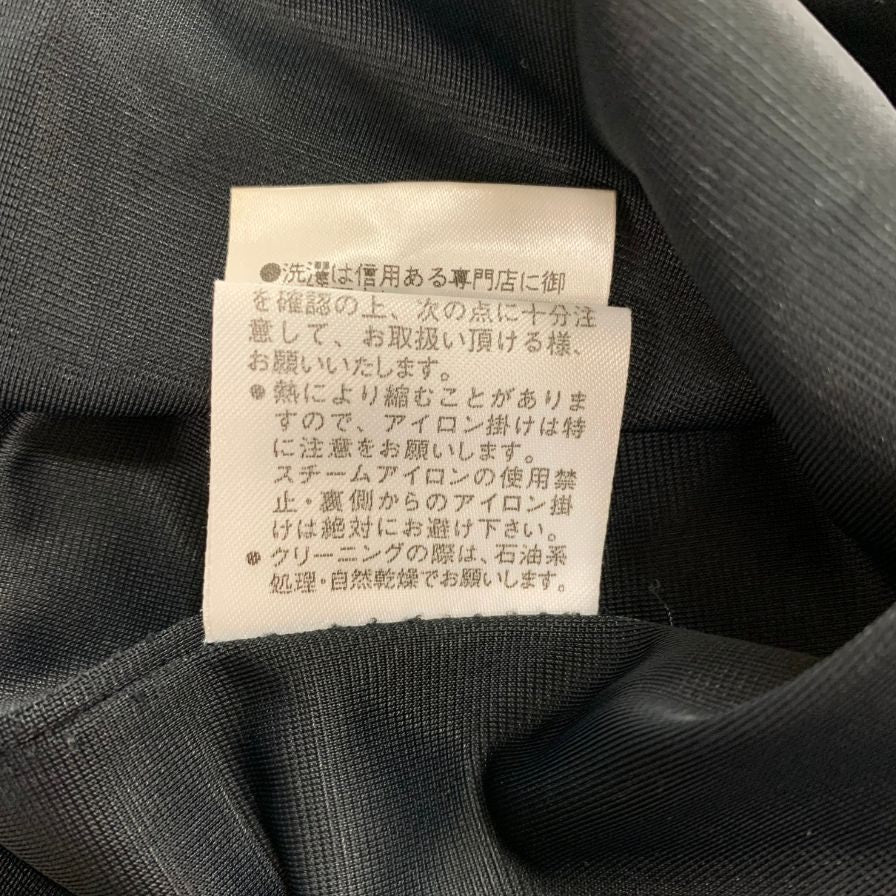 ●洗濯は信用ある専門店に御
を確認の上、次の点に十分注
意して、お取扱い頂ける様、
お願いいたします。
●熱により縮むことがありま
すので、アイロン掛けは特
に注意をお願いします。
スチームアイロンの使用禁
止・裏側からのアイロン掛
けは絶対にお避け下さい。
●クリーニングの際は、石油系
処理・自然乾燥でお願いします。